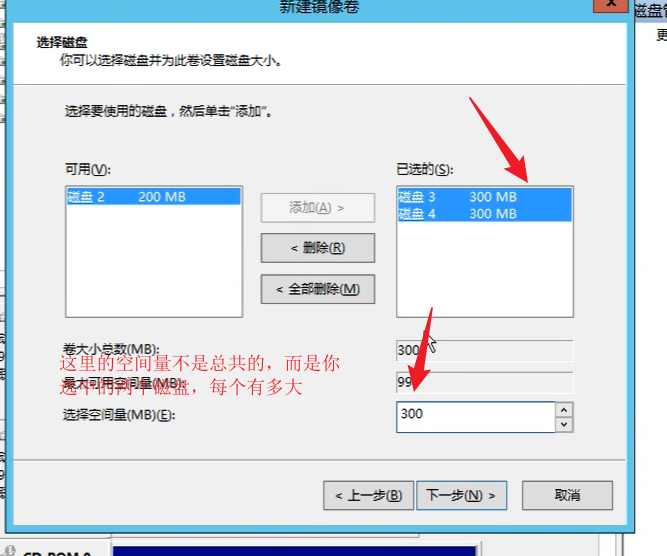 新建镜像卷
x
磁盘管
选择磁盘
你可以选择磁盘并为此卷设置磁盘大小。
选择要使用的磁盘，然后单击"添加"。
可用(V):
已选的(S):
磁盘 2 200 MB
磁盘 3 300 MB
磁盘 4 300 MB
添加(A) >
< 删除(R)
< 全部删除(M)
卷大小总数(MB):
300
这里的空间量不是总共的，而是你
选中的两个磁盘，每个有多大
最大可用空间量(MB):
99
选择空间量(MB)(E):
300
< 上一步(B)
下一步(N) >
取消
CD-ROM 0